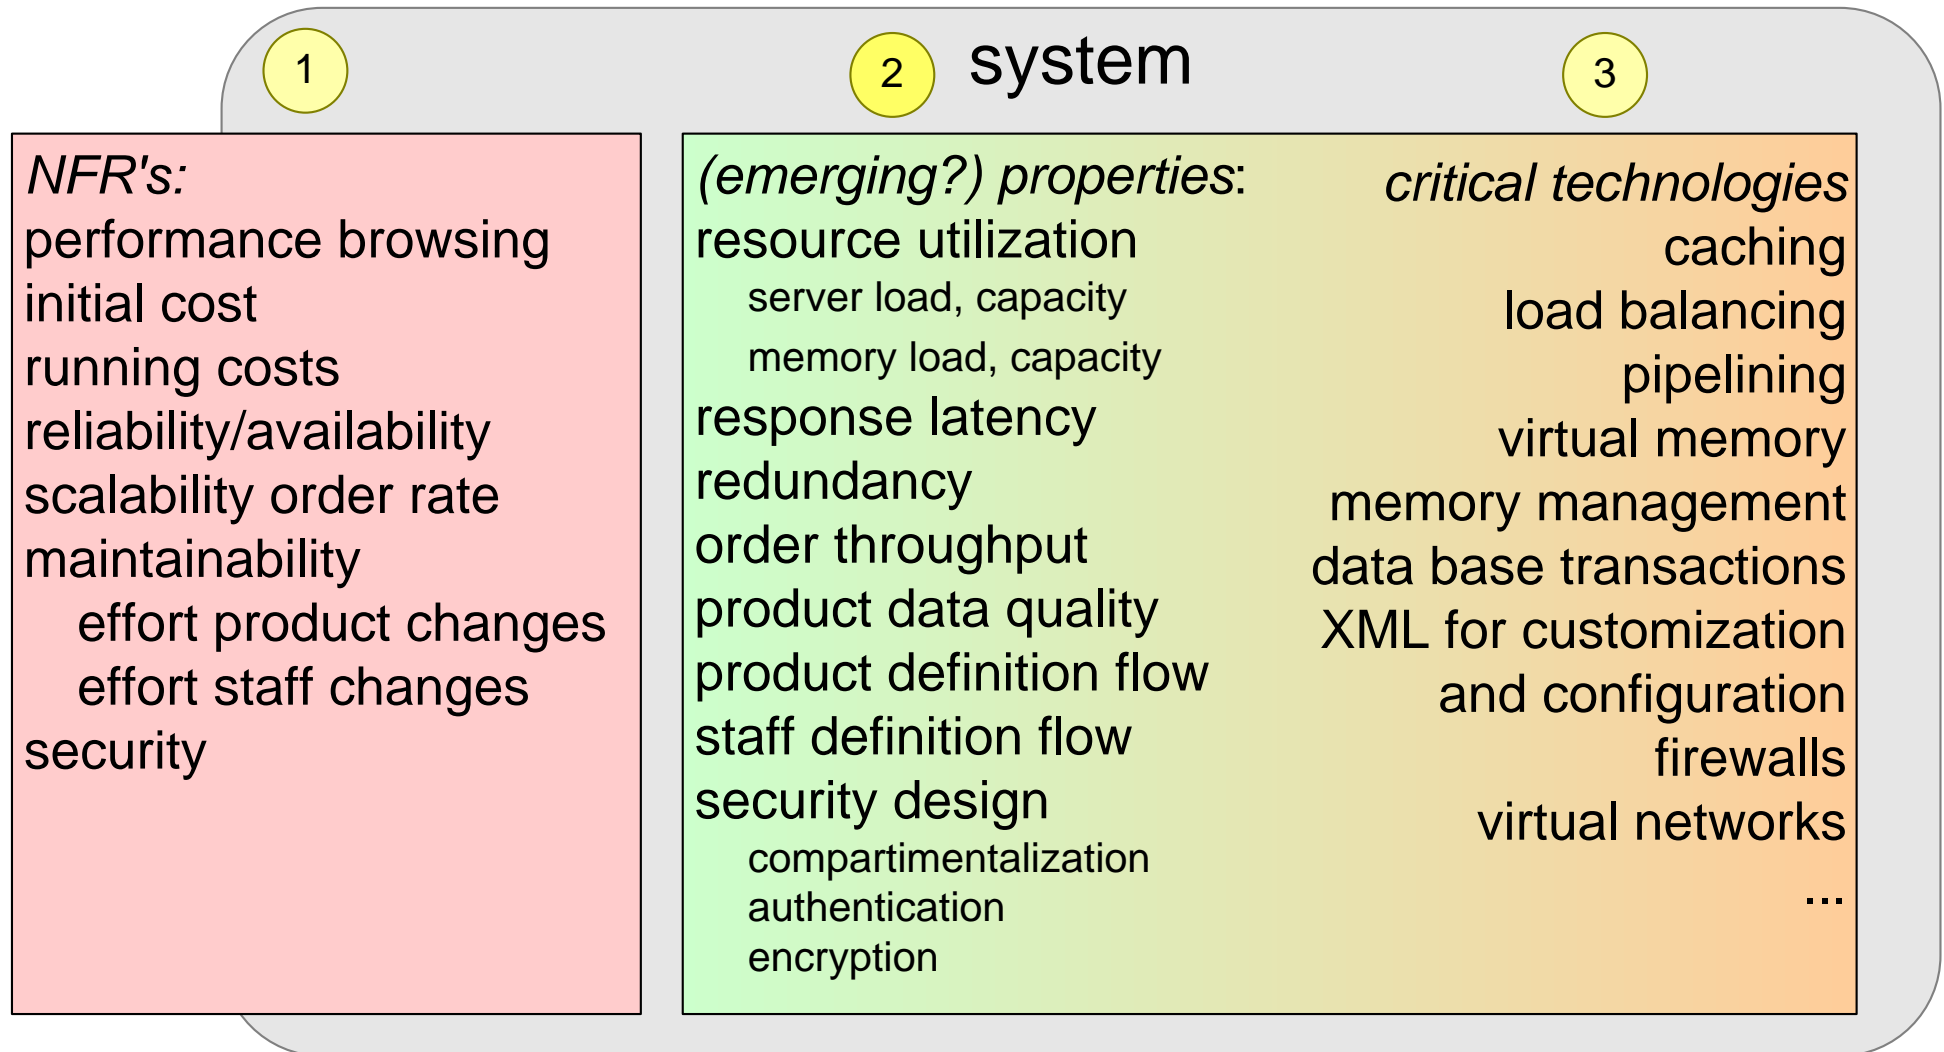 1
2
system
3
NFR's:
performance browsing
initial cost
running costs
reliability/availability
scalability order rate
maintainability
effort product changes
effort staff changes
security
(emerging?) properties:
resource utilization
server load, capacity
memory load, capacity
response latency
redundancy
order throughput
product data quality
product definition flow
staff definition flow
security design
compartimentalization
authentication
encryption
critical technologies
caching
load balancing
pipelining
virtual memory
memory management
data base transactions
XML for customization
and configuration
firewalls
virtual networks
...